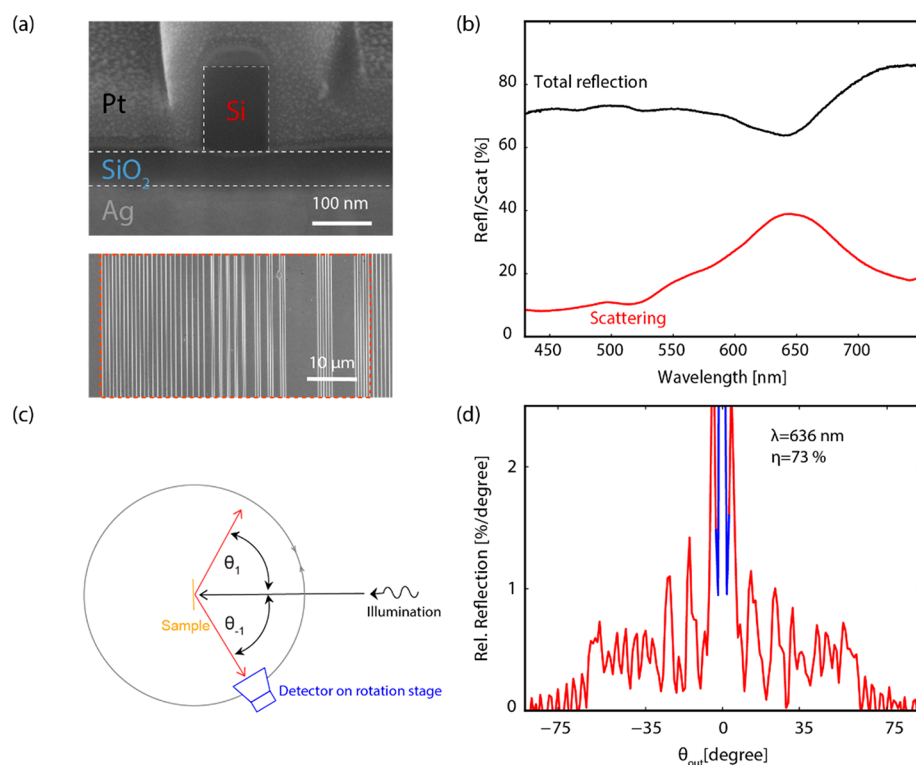 (a)
Pt
Si
SiO2
Ag
100 nm
10 μm
(b)
Total reflection
Scattering
Refl/Scat [%]
0
20
40
60
80
450
500
550
600
650
700
Wavelength [nm]
(c)
θ1
θ-1
Sample
Illumination
Detector on rotation stage
(d)
λ=636 nm
η=73 %
Rel. Reflection [%/degree]
0
1
2
−75
−35
0
35
75
θout[degree]